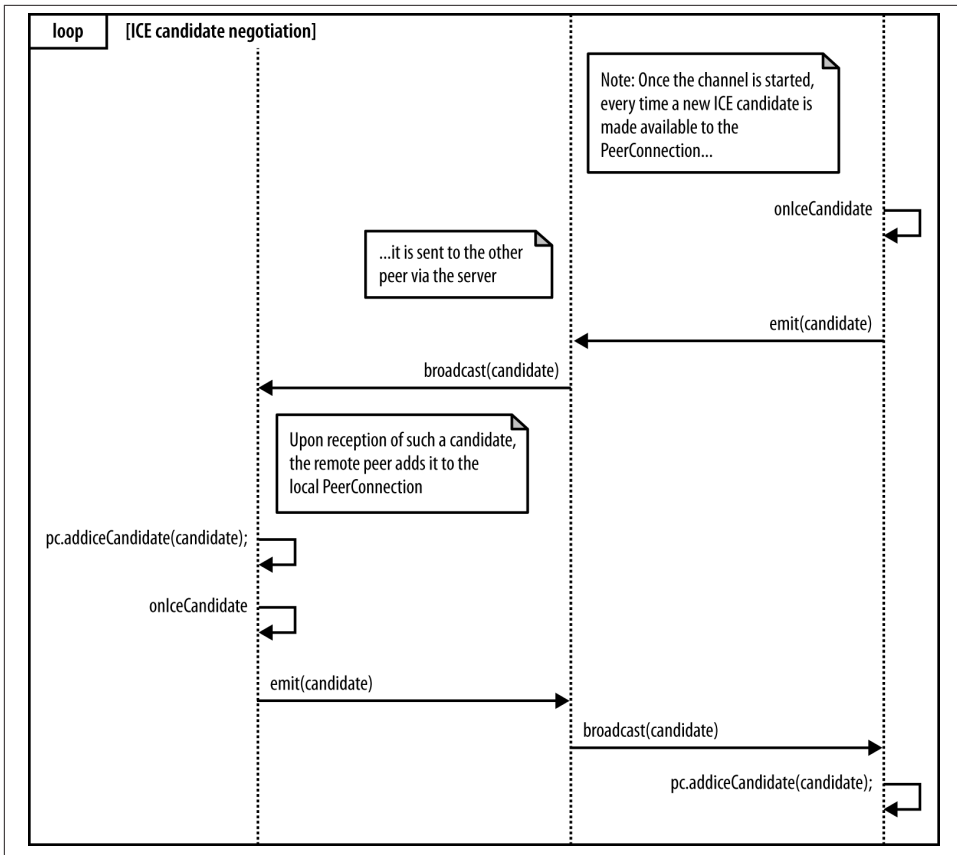 loop [ICE candidate negotiation]
Note: Once the channel is started,
every time a new ICE candidate is
made available to the
PeerConnection...
onIceCandidate
...it is sent to the other
peer via the server
emit(candidate)
broadcast(candidate)
Upon reception of such a candidate,
the remote peer adds it to the
local PeerConnection
pc.addiceCandidate(candidate);
onIceCandidate
emit(candidate)
broadcast(candidate)
pc.addiceCandidate(candidate);